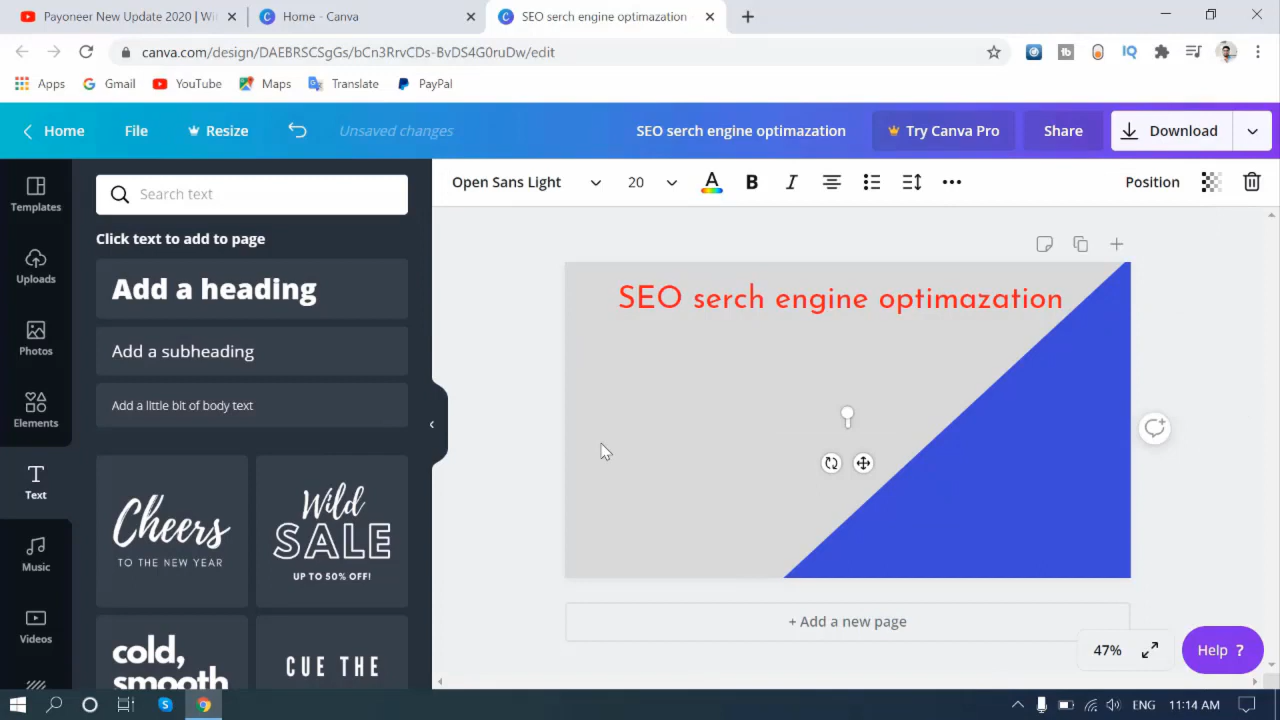 Payoneer New Update 2020 | Wi
Home - Canva
SEO serch engine optimazation
canva.com/design/DAEBRSCSgGs/bCn3RrvCDs-BvDS4G0ruDw/edit
Apps
Gmail
YouTube
Maps
Translate
PayPal
Home
File
Resize
Unsaved changes
SEO serch engine optimazation
Try Canva Pro
Share
Download
Templates
Uploads
Photos
Elements
Text
Music
Videos
Search text
Click text to add to page
Add a heading
Add a subheading
Add a little bit of body text
Cheers
TO THE NEW YEAR
Wild
SALE
UP TO 50% OFF!
cold,
smooth
CUE THE
Open Sans Light
20
A
B
I
Position
SEO serch engine optimazation
+ Add a new page
47%
Help ?
ENG
11:14 AM